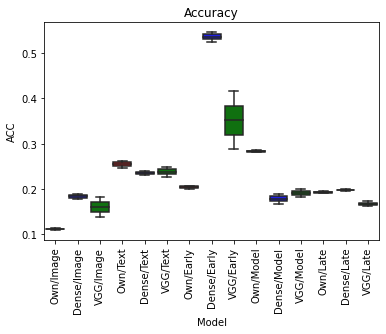 Accuracy
ACC
0.5
0.4
0.3
0.2
0.1
Own/Image
Dense/Image
VGG/Image
Own/Text
Dense/Text
VGG/Text
Own/Early
Dense/Early
VGG/Early
Own/Model
Dense/Model
VGG/Model
Own/Late
Dense/Late
VGG/Late
Model